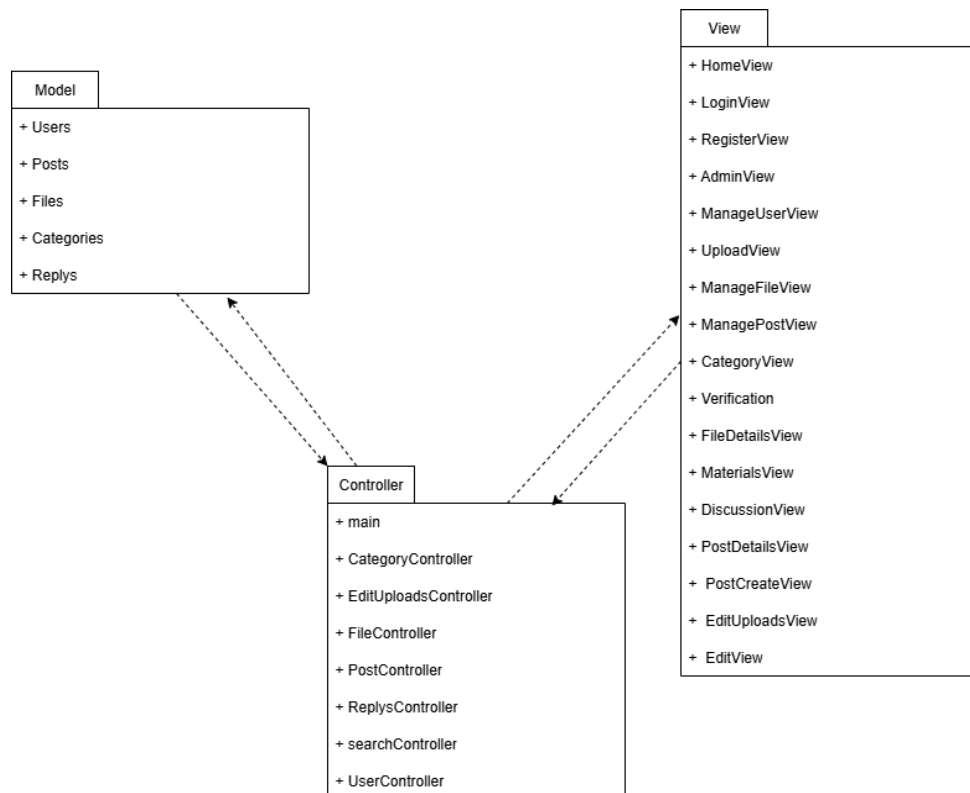 Model
+ Users
+ Posts
+ Files
+ Categories
+ Replys
View
+ HomeView
+ LoginView
+ RegisterView
+ AdminView
+ ManageUserView
+ UploadView
+ ManageFileView
+ ManagePostView
+ CategoryView
+ Verification
+ FileDetailsView
+ MaterialsView
+ DiscussionView
+ PostDetailsView
+ PostCreateView
+ EditUploadsView
+ EditView
Controller
+ main
+ CategoryController
+ EditUploadsController
+ FileController
+ PostController
+ ReplysController
+ searchController
+ UserController